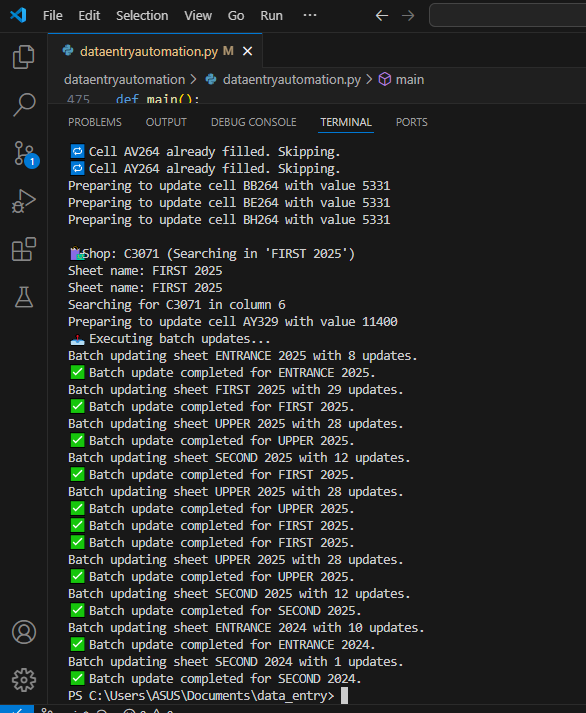 File Edit Selection View Go Run ···
dataentryautomation.py M
dataentryautomation > dataentryautomation.py > main
475 def main():
PROBLEMS OUTPUT DEBUG CONSOLE TERMINAL PORTS
Cell AV264 already filled. Skipping.
Cell AY264 already filled. Skipping.
Preparing to update cell BB264 with value 5331
Preparing to update cell BE264 with value 5331
Preparing to update cell BH264 with value 5331
Shop: C3071 (Searching in 'FIRST 2025')
Sheet name: FIRST 2025
Sheet name: FIRST 2025
Searching for C3071 in column 6
Preparing to update cell AY329 with value 11400
Executing batch updates...
Batch updating sheet ENTRANCE 2025 with 8 updates.
✅ Batch update completed for ENTRANCE 2025.
Batch updating sheet FIRST 2025 with 29 updates.
✅ Batch update completed for FIRST 2025.
Batch updating sheet UPPER 2025 with 28 updates.
✅ Batch update completed for UPPER 2025.
Batch updating sheet SECOND 2025 with 12 updates.
✅ Batch update completed for FIRST 2025.
Batch updating sheet UPPER 2025 with 28 updates.
✅ Batch update completed for UPPER 2025.
✅ Batch update completed for FIRST 2025.
✅ Batch update completed for FIRST 2025.
Batch updating sheet UPPER 2025 with 28 updates.
✅ Batch update completed for UPPER 2025.
Batch updating sheet SECOND 2025 with 12 updates.
✅ Batch update completed for SECOND 2025.
Batch updating sheet ENTRANCE 2024 with 10 updates.
✅ Batch update completed for ENTRANCE 2024.
Batch updating sheet SECOND 2024 with 1 updates.
✅ Batch update completed for SECOND 2024.
PS C:\Users\ASUS\Documents\data_entry>
1